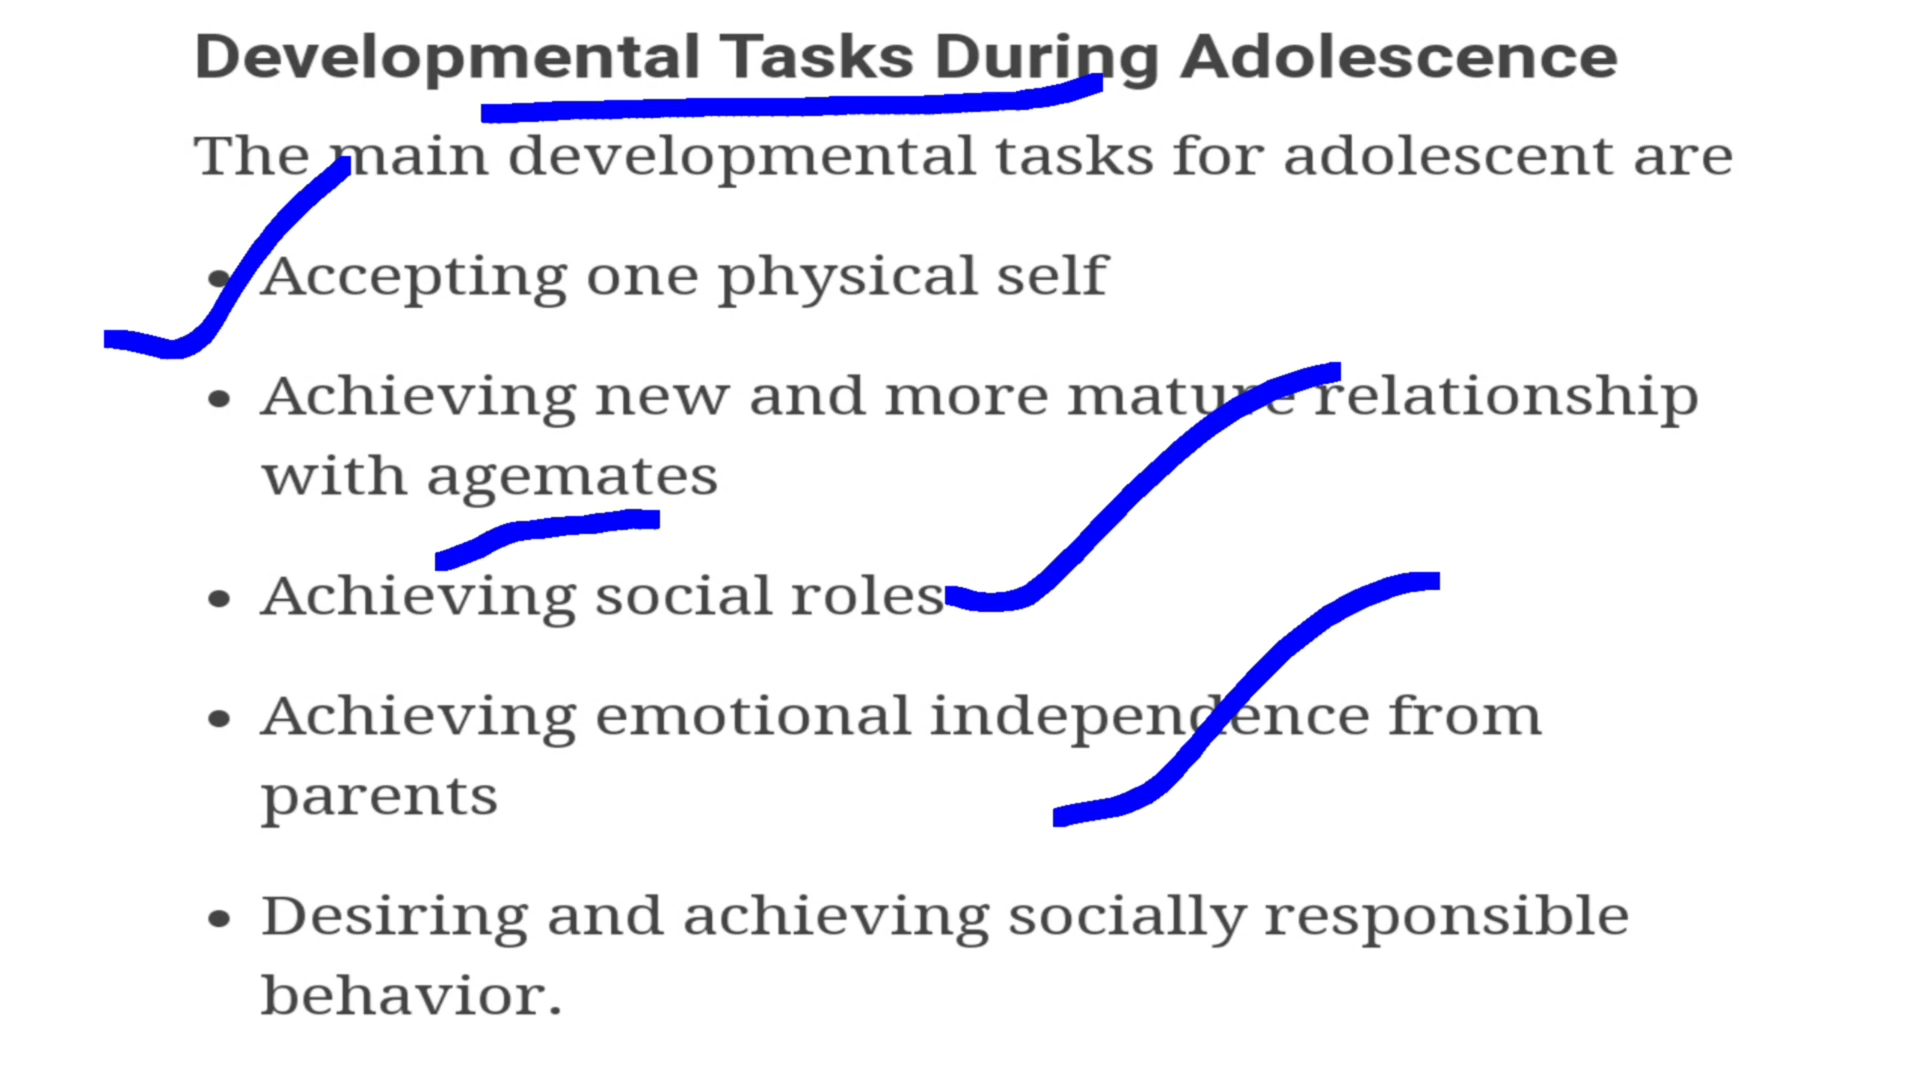 Developmental Tasks During Adolescence
The main developmental tasks for adolescent are
• Accepting one physical self
• Achieving new and more mature relationship
with agemates
• Achieving social roles
• Achieving emotional independence from
parents
• Desiring and achieving socially responsible
behavior.